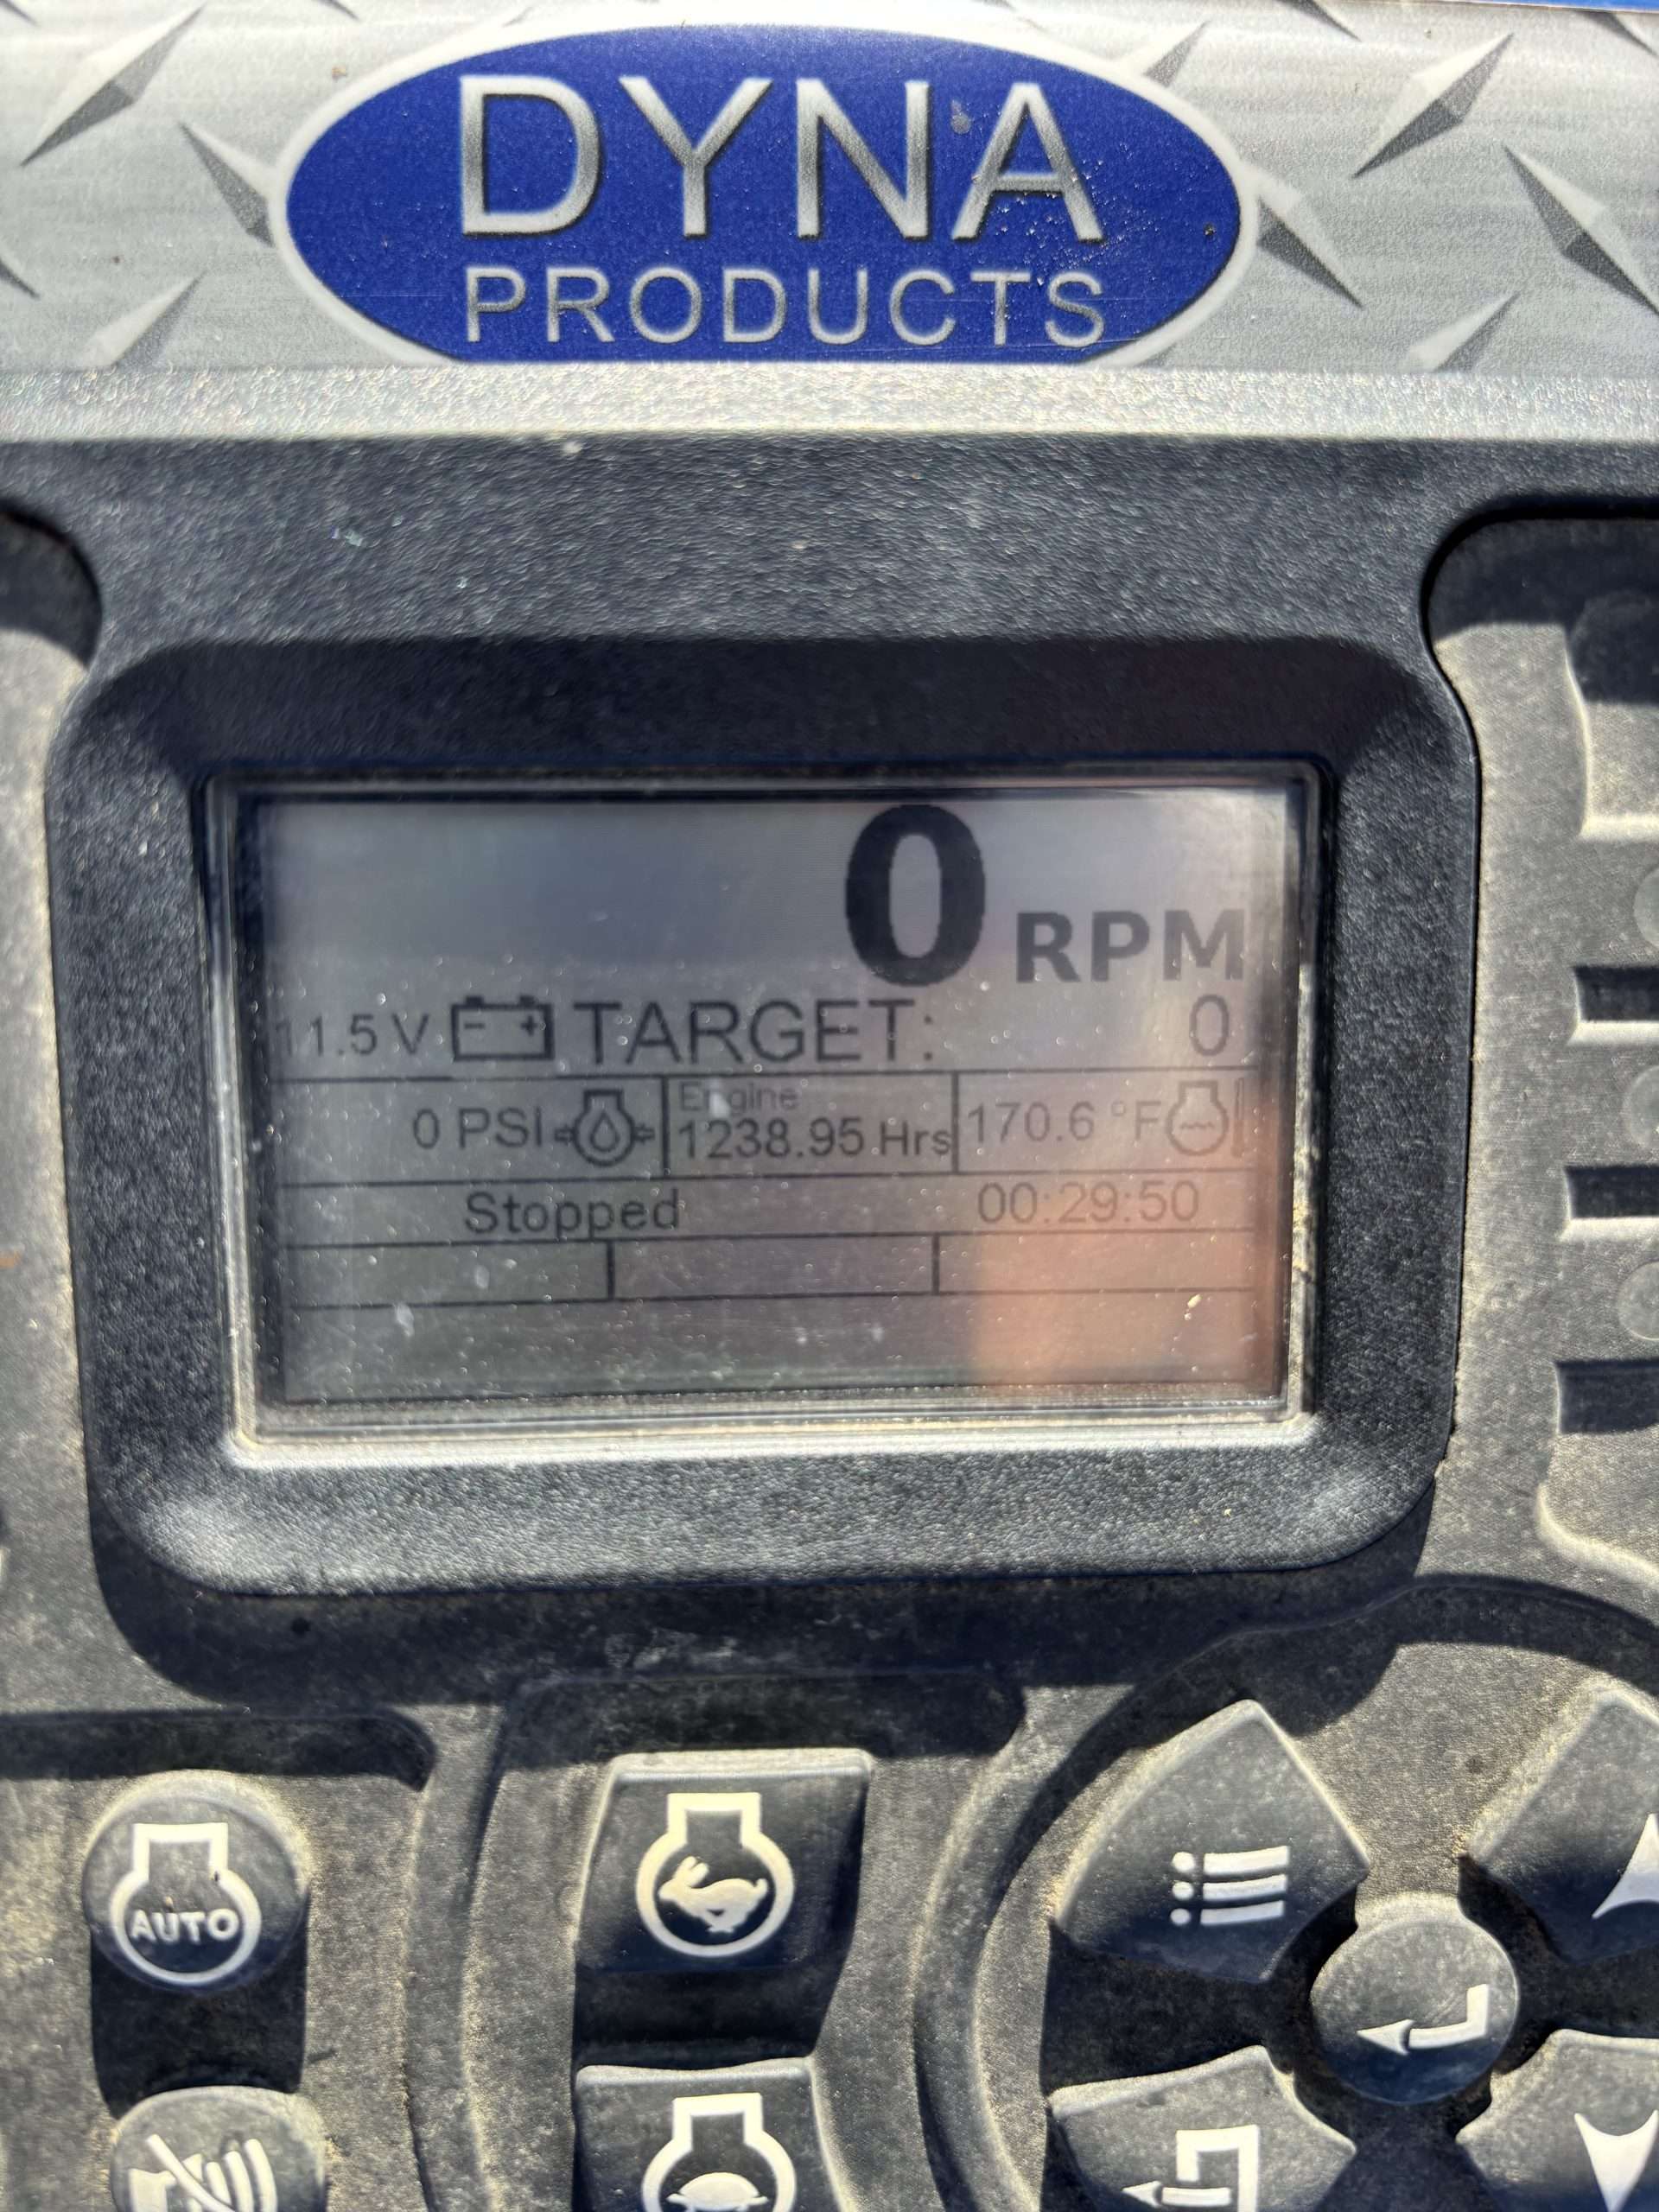 DYNA
PRODUCTS
0 RPM
11.5 V TARGET: 0
0 PSI Engine 1238.95 Hrs 170.6 °F
Stopped 00:29:50
AUTO